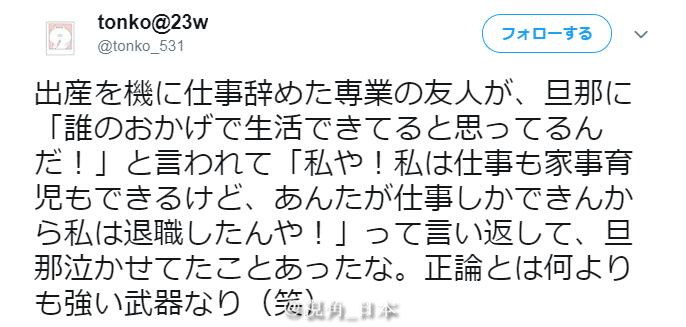 tonko@23w
@tonko_531
フォローする
出産を機に仕事辞めた専業の友人が、旦那に
「誰のおかげで生活できてると思ってるん
だ！」と言われて「私や！私は仕事も家事育
児もできるけど、あんたが仕事しかできんか
ら私は退職したんや！」って言い返して、旦
那泣かせてたことあったな。正論とは何より
も強い武器なり（笑）
@視角_日本